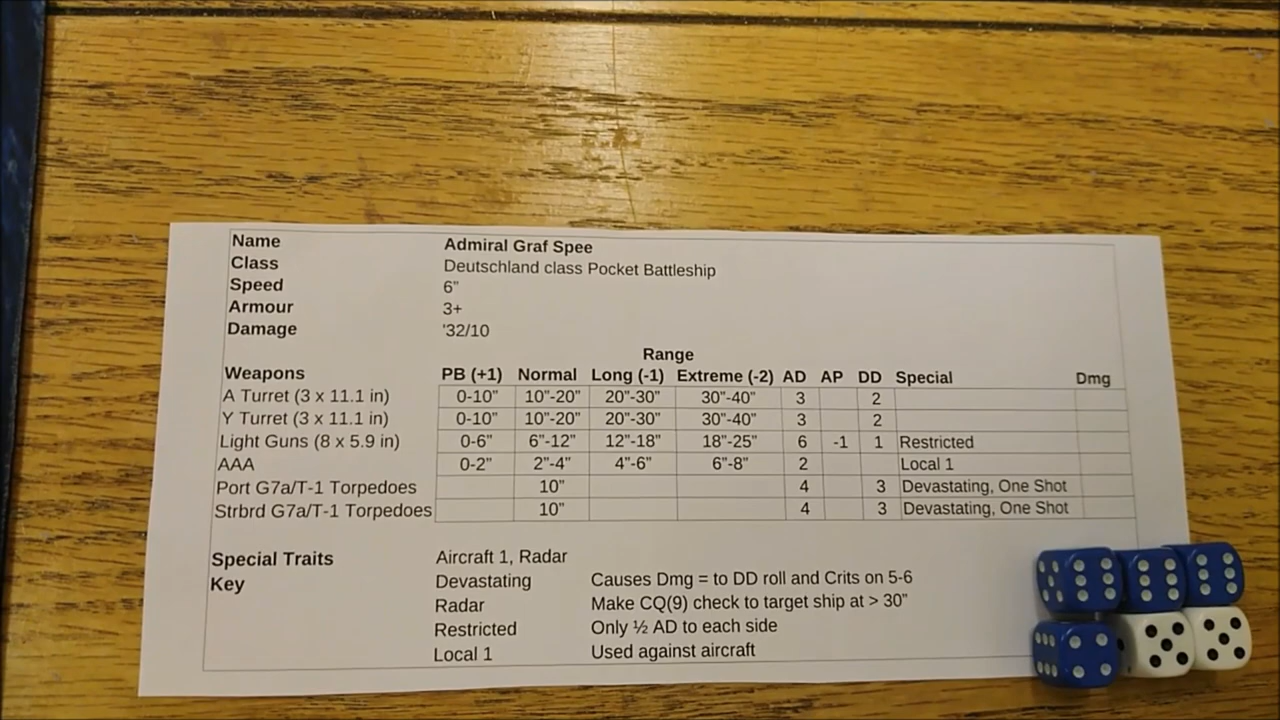 Name Admiral Graf Spee
Class Deutschland class Pocket Battleship
Speed 6"
Armour 3+
Damage '32/10
Range
Weapons PB (+1) Normal Long (-1) Extreme (-2) AD AP DD Special Dmg
A Turret (3 x 11.1 in) 0-10" 10"-20" 20"-30" 30"-40" 3 2
Y Turret (3 x 11.1 in) 0-10" 10"-20" 20"-30" 30"-40" 3 2
Light Guns (8 x 5.9 in) 0-6" 6"-12" 12"-18" 18"-25" 6 -1 1 Restricted
AAA 0-2" 2"-4" 4"-6" 6"-8" 2 Local 1
Port G7a/T-1 Torpedoes 10" 4 3 Devastating, One Shot
Strbrd G7a/T-1 Torpedoes 10" 4 3 Devastating, One Shot
Special Traits Aircraft 1, Radar
Key Devastating Causes Dmg = to DD roll and Crits on 5-6
Radar Make CQ(9) check to target ship at > 30"
Restricted Only ½ AD to each side
Local 1 Used against aircraft